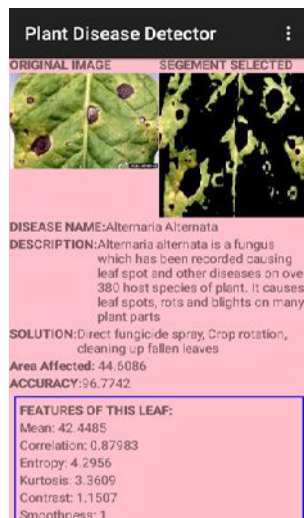 Plant Disease Detector
ORIGINAL IMAGE SEGEMENT SELECTED
DISEASE NAME:Alternaria Alternata
DESCRIPTION:Alternaria alternata is a fungus
which has been recorded causing
leaf spot and other diseases on ove
380 host species of plant. It causes
leaf spots, rots and blights on many
plant parts
SOLUTION:Direct fungicide spray, Crop rotation,
cleaning up fallen leaves
Area Affected: 44.6086
ACCURACY:96.7742
FEATURES OF THIS LEAF:
Mean: 42.4485
Correlation: 0.87983
Entropy: 4.2956
Kurtosis: 3.3609
Contrast: 1.1507
Smoothness: 1